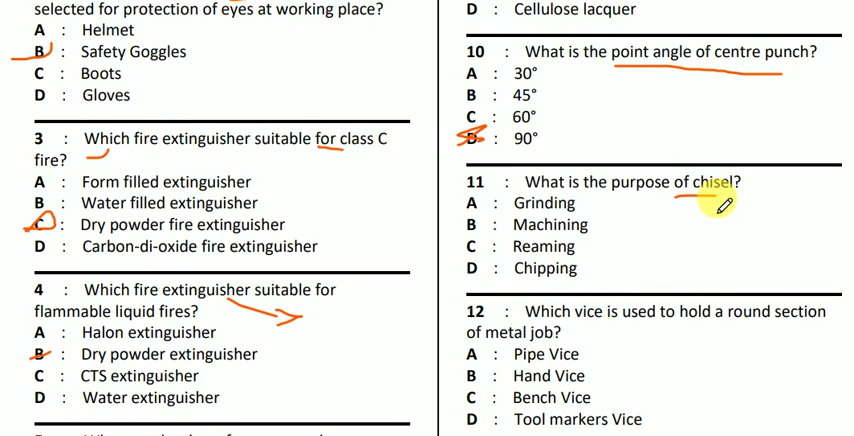 selected for protection of eyes at working place?
A : Helmet
B : Safety Goggles
C : Boots
D : Gloves
3 : Which fire extinguisher suitable for class C
fire?
A : Form filled extinguisher
B : Water filled extinguisher
C : Dry powder fire extinguisher
D : Carbon-di-oxide fire extinguisher
4 : Which fire extinguisher suitable for
flammable liquid fires?
A : Halon extinguisher
B : Dry powder extinguisher
C : CTS extinguisher
D : Water extinguisher
D : Cellulose lacquer
10 : What is the point angle of centre punch?
A : 30°
B : 45°
C : 60°
D : 90°
11 : What is the purpose of chisel?
A : Grinding
B : Machining
C : Reaming
D : Chipping
12 : Which vice is used to hold a round section
of metal job?
A : Pipe Vice
B : Hand Vice
C : Bench Vice
D : Tool markers Vice